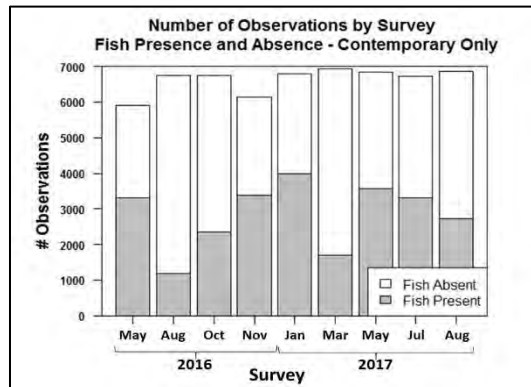 Number of Observations by Survey
Fish Presence and Absence - Contemporary Only
# Observations
7000
6000
5000
4000
3000
2000
1000
0
Fish Absent
Fish Present
May Aug Oct Nov Jan Mar May Jul Aug
2016 2017
Survey